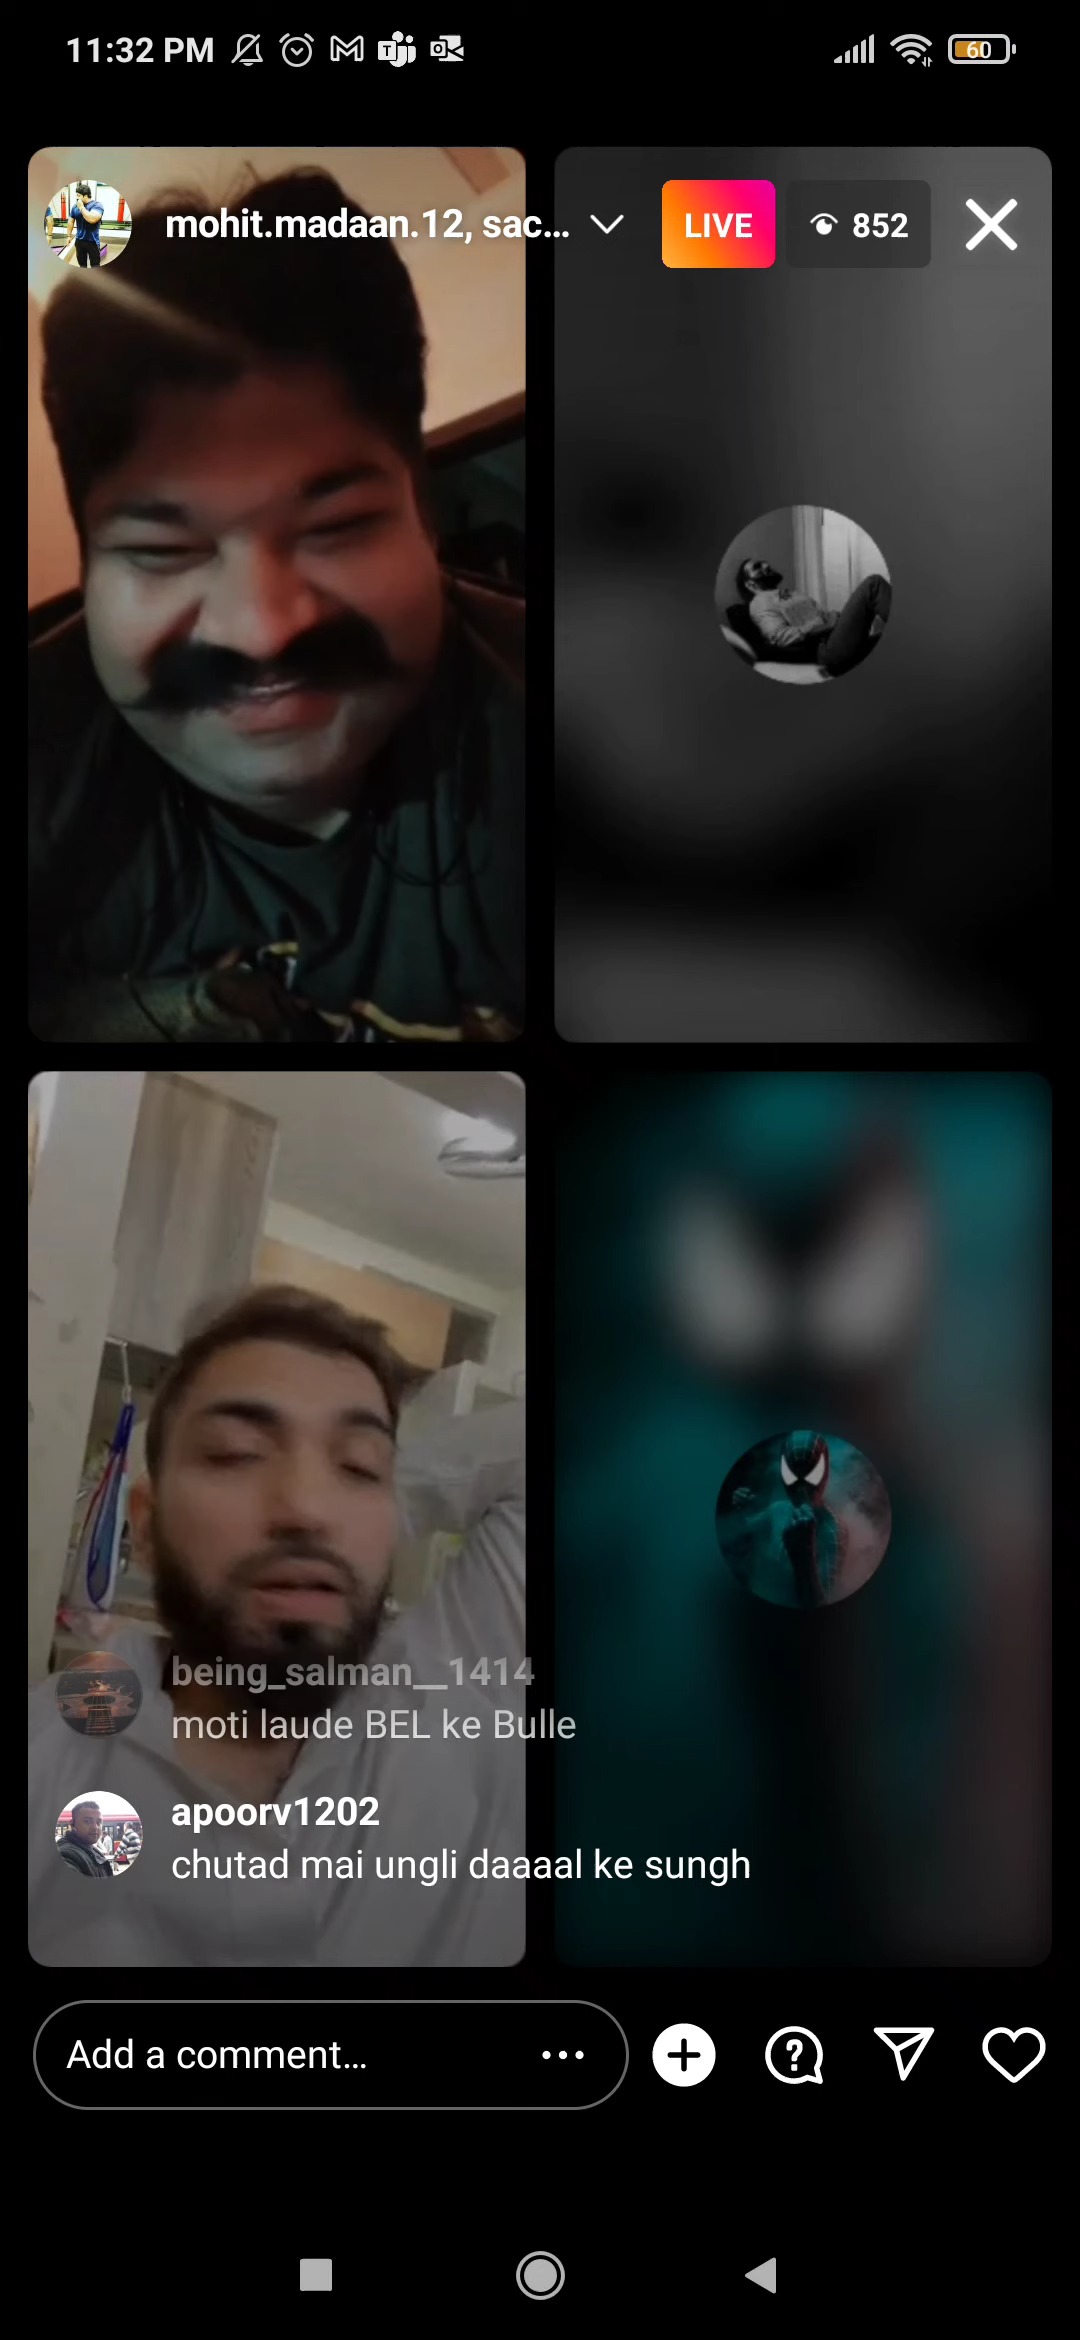 11:32 PM
60
mohit.madaan.12, sac...
LIVE
852
being_salman__1414
moti laude BEL ke Bulle
apoorv1202
chutad mai ungli daaaal ke sungh
Add a comment...